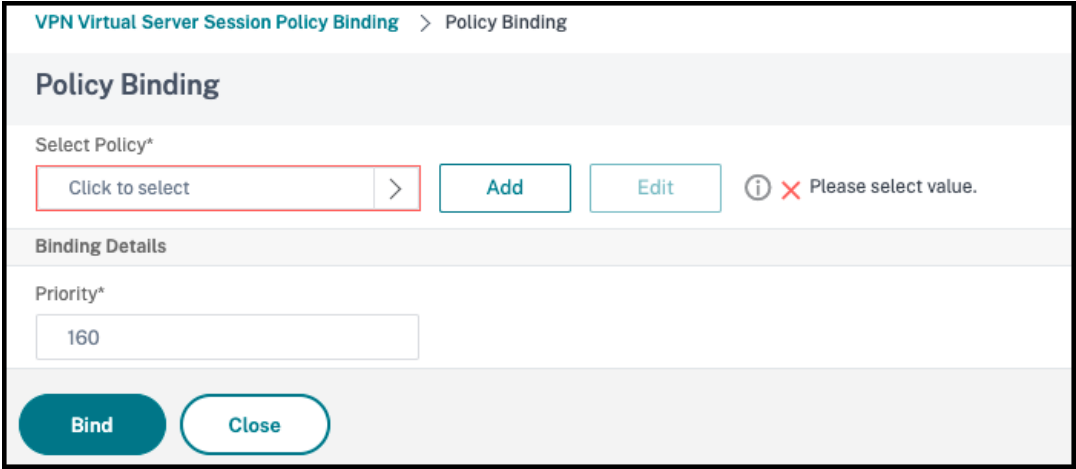 VPN Virtual Server Session Policy Binding > Policy Binding
Policy Binding
Select Policy*
Click to select > Add Edit Please select value.
Binding Details
Priority*
160
Bind Close